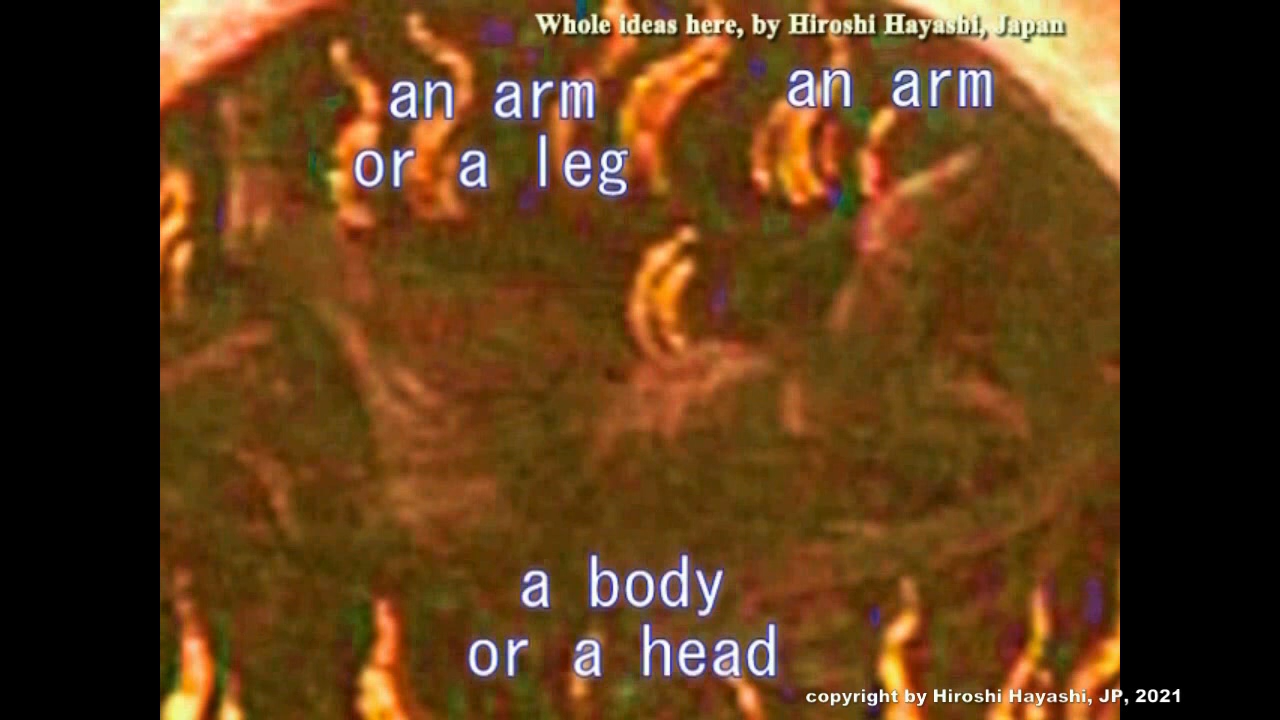 Whole ideas here, by Hiroshi Hayashi, Japan
an arm
or a leg
an arm
a body
or a head
copyright by Hiroshi Hayashi, JP, 2021